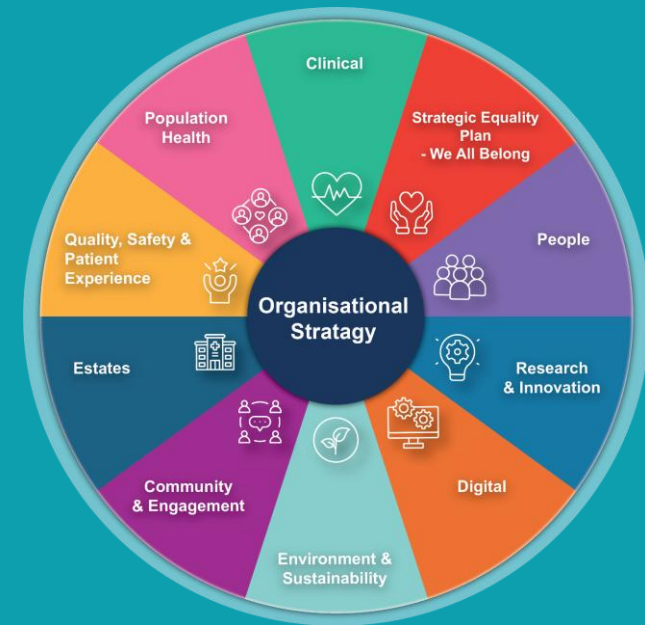 Clinical
Strategic Equality
Plan
- We All Belong
People
Research
& Innovation
Digital
Environment &
Sustainability
Community
& Engagement
Estates
Quality, Safety &
Patient
Experience
Population
Health
Organisational
Stratagy